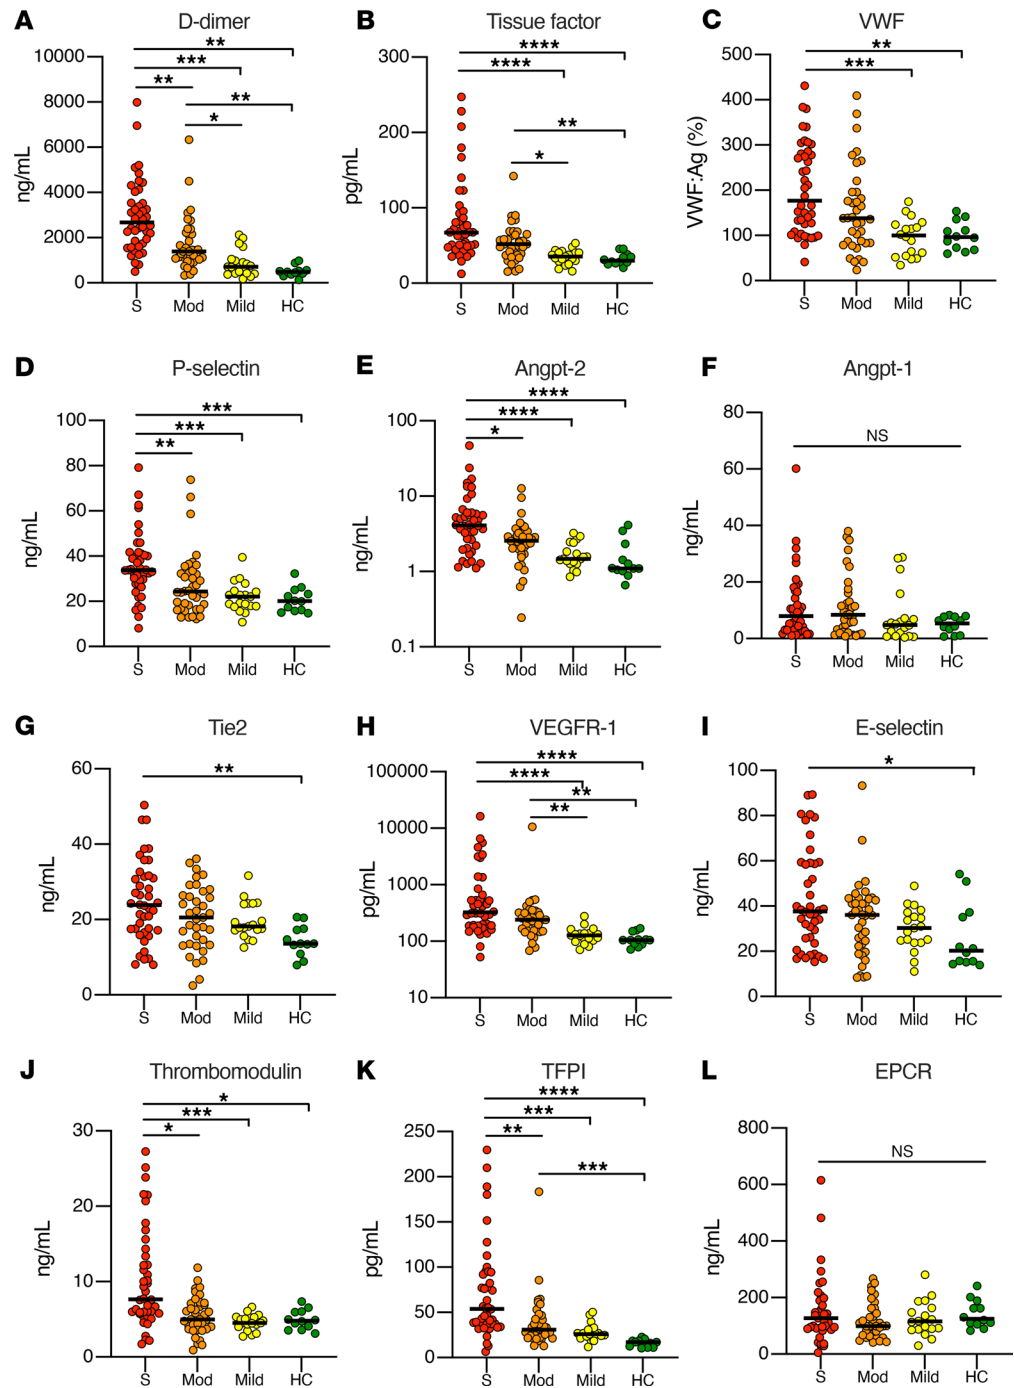 A D-dimer
** 
*** 
** ** 
*
10000
8000
6000
4000
2000
0
ng/mL
S Mod Mild HC
B Tissue factor
****
****
**
*
300
200
100
0
pg/mL
S Mod Mild HC
C VWF
**
***
500
400
300
200
100
0
VWF:Ag (%)
S Mod Mild HC
D P-selectin
***
***
**
100
80
60
40
20
0
ng/mL
S Mod Mild HC
E Angpt-2
****
****
*
100
10
1
0.1
ng/mL
S Mod Mild HC
F Angpt-1
NS
80
60
40
20
0
ng/mL
S Mod Mild HC
G Tie2
**
60
40
20
0
ng/mL
S Mod Mild HC
H VEGFR-1
****
****
**
**
100000
10000
1000
100
10
pg/mL
S Mod Mild HC
I E-selectin
*
100
80
60
40
20
0
ng/mL
S Mod Mild HC
J Thrombomodulin
*
***
*
30
20
10
0
ng/mL
S Mod Mild HC
K TFPI
****
***
**
***
250
200
150
100
50
0
pg/mL
S Mod Mild HC
L EPCR
NS
800
600
400
200
0
ng/mL
S Mod Mild HC